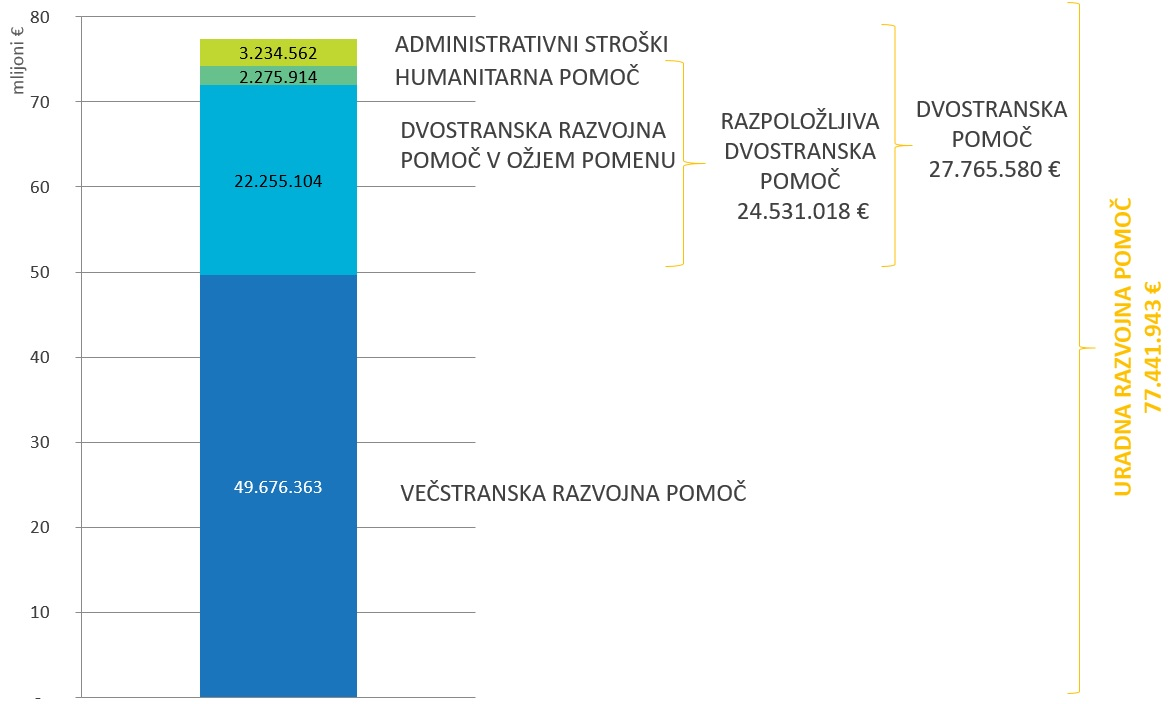 mlijoni €
80
70
60
50
40
30
20
10
-
3.234.562
2.275.914
22.255.104
49.676.363
ADMINISTRATIVNI STROŠKI
HUMANITARNA POMOČ
DVOSTRANSKA RAZVOJNA
POMOČ V OŽJEM POMENU
VEČSTRANSKA RAZVOJNA POMOČ
RAZPOLOŽLJIVA
DVOSTRANSKA
POMOČ
24.531.018 €
DVOSTRANSKA
POMOČ
27.765.580 €
URADNA RAZVOJNA POMOČ
77.441.943 €